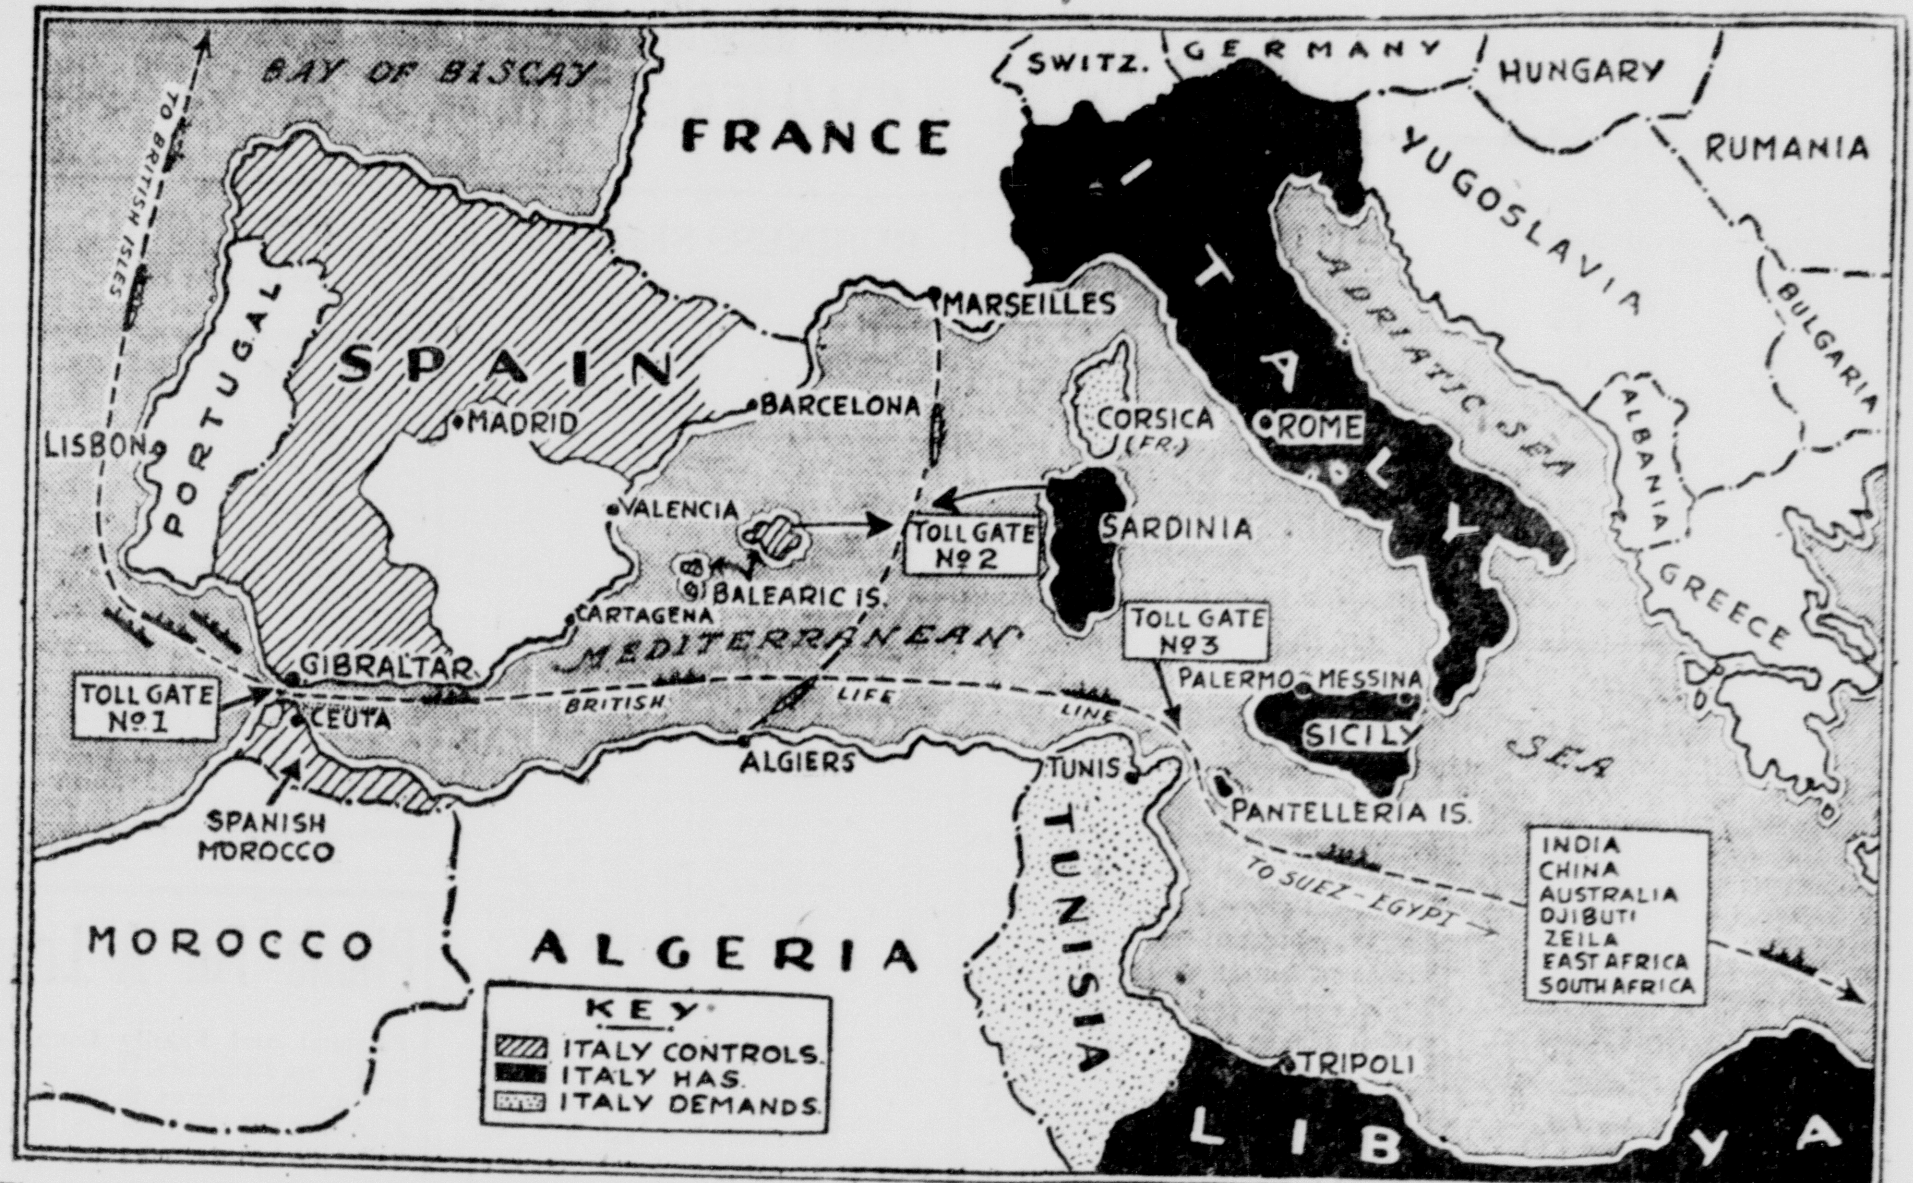 BAY OF BISCAY
SWITZ.
GERMANY
HUNGARY
RUMANIA
FRANCE
TO BRITISH ISLES
YUGOSLAVIA
ITALY
ADRIATIC SEA
BULGARIA
PORTUGAL
SPAIN
MARSEILLES
CORSICA
(FR.)
ROME
ALBANIA
MADRID
BARCELONA
LISBON
VALENCIA
TOLL GATE
No 2
SARDINIA
GREECE
BALEARIC IS.
CARTAGENA
MEDITERRANEAN
SEA
TOLL GATE
No 3
GIBRALTAR
PALERMO
MESSINA
TOLL GATE
No 1
CEUTA
BRITISH LIFE LINE
SICILY
ALGIERS
TUNIS
PANTELLERIA IS.
SPANISH
MOROCCO
TUNISIA
TO SUEZ-EGYPT
INDIA
CHINA
AUSTRALIA
DJIBUTI
ZEILA
EAST AFRICA
SOUTH AFRICA
MOROCCO
ALGERIA
KEY
ITALY CONTROLS.
ITALY HAS.
ITALY DEMANDS.
TRIPOLI
LIBYA